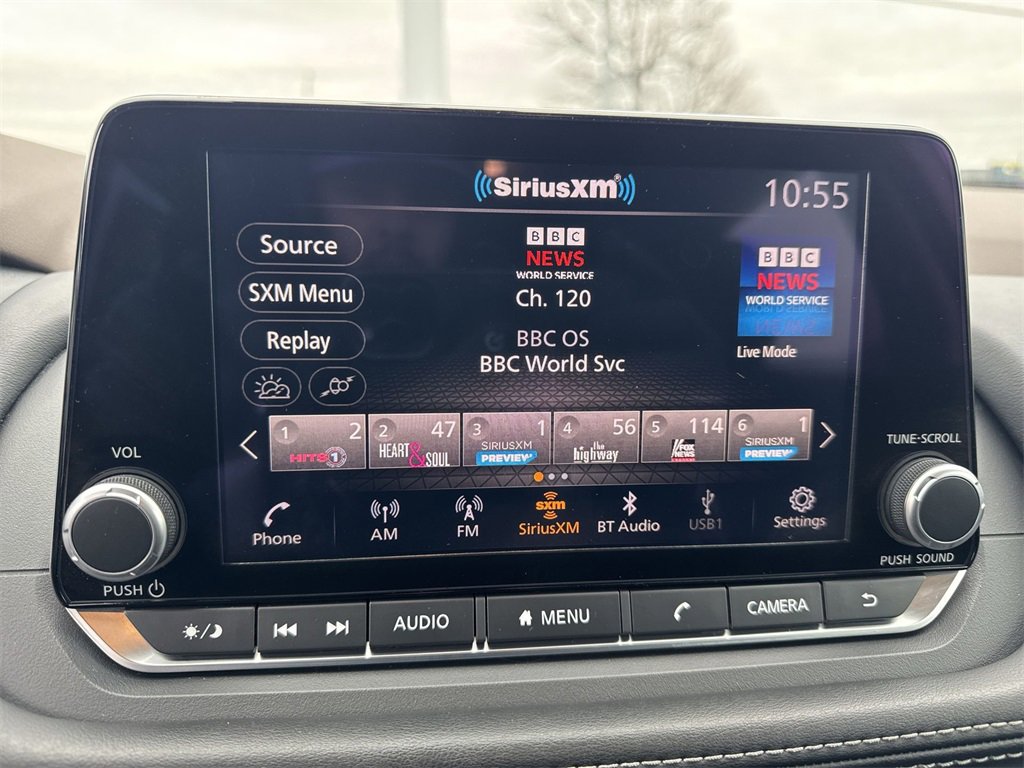 SiriusXM®
10:55
Source
SXM Menu
Replay
BBC
NEWS
WORLD SERVICE
Ch. 120
BBC OS
BBC World Svc
BBC
NEWS
WORLD SERVICE
Live Mode
1 2
HITS 1
2 47
HEART & SOUL
3 1
SIRIUSXM
PREVIEW
4 56
the
highway
5 114
FOX
NEWS
6 1
SIRIUSXM
PREVIEW
Phone
AM
FM
sxm
SiriusXM
BT Audio
USB1
Settings
VOL
PUSH
TUNE·SCROLL
PUSH SOUND
AUDIO
MENU
CAMERA